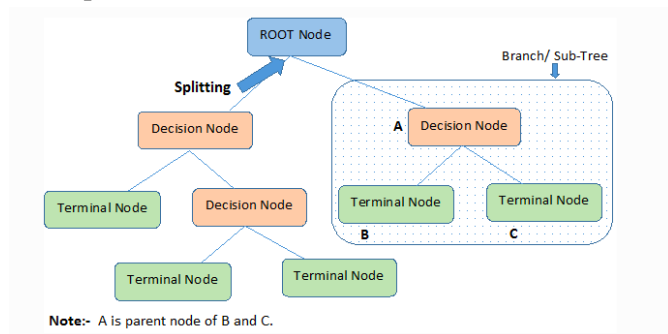 ROOT Node
Branch/ Sub-Tree
Splitting
Decision Node
A
Decision Node
Terminal Node
Decision Node
Terminal Node
Terminal Node
B
C
Terminal Node
Terminal Node
Note:- A is parent node of B and C.